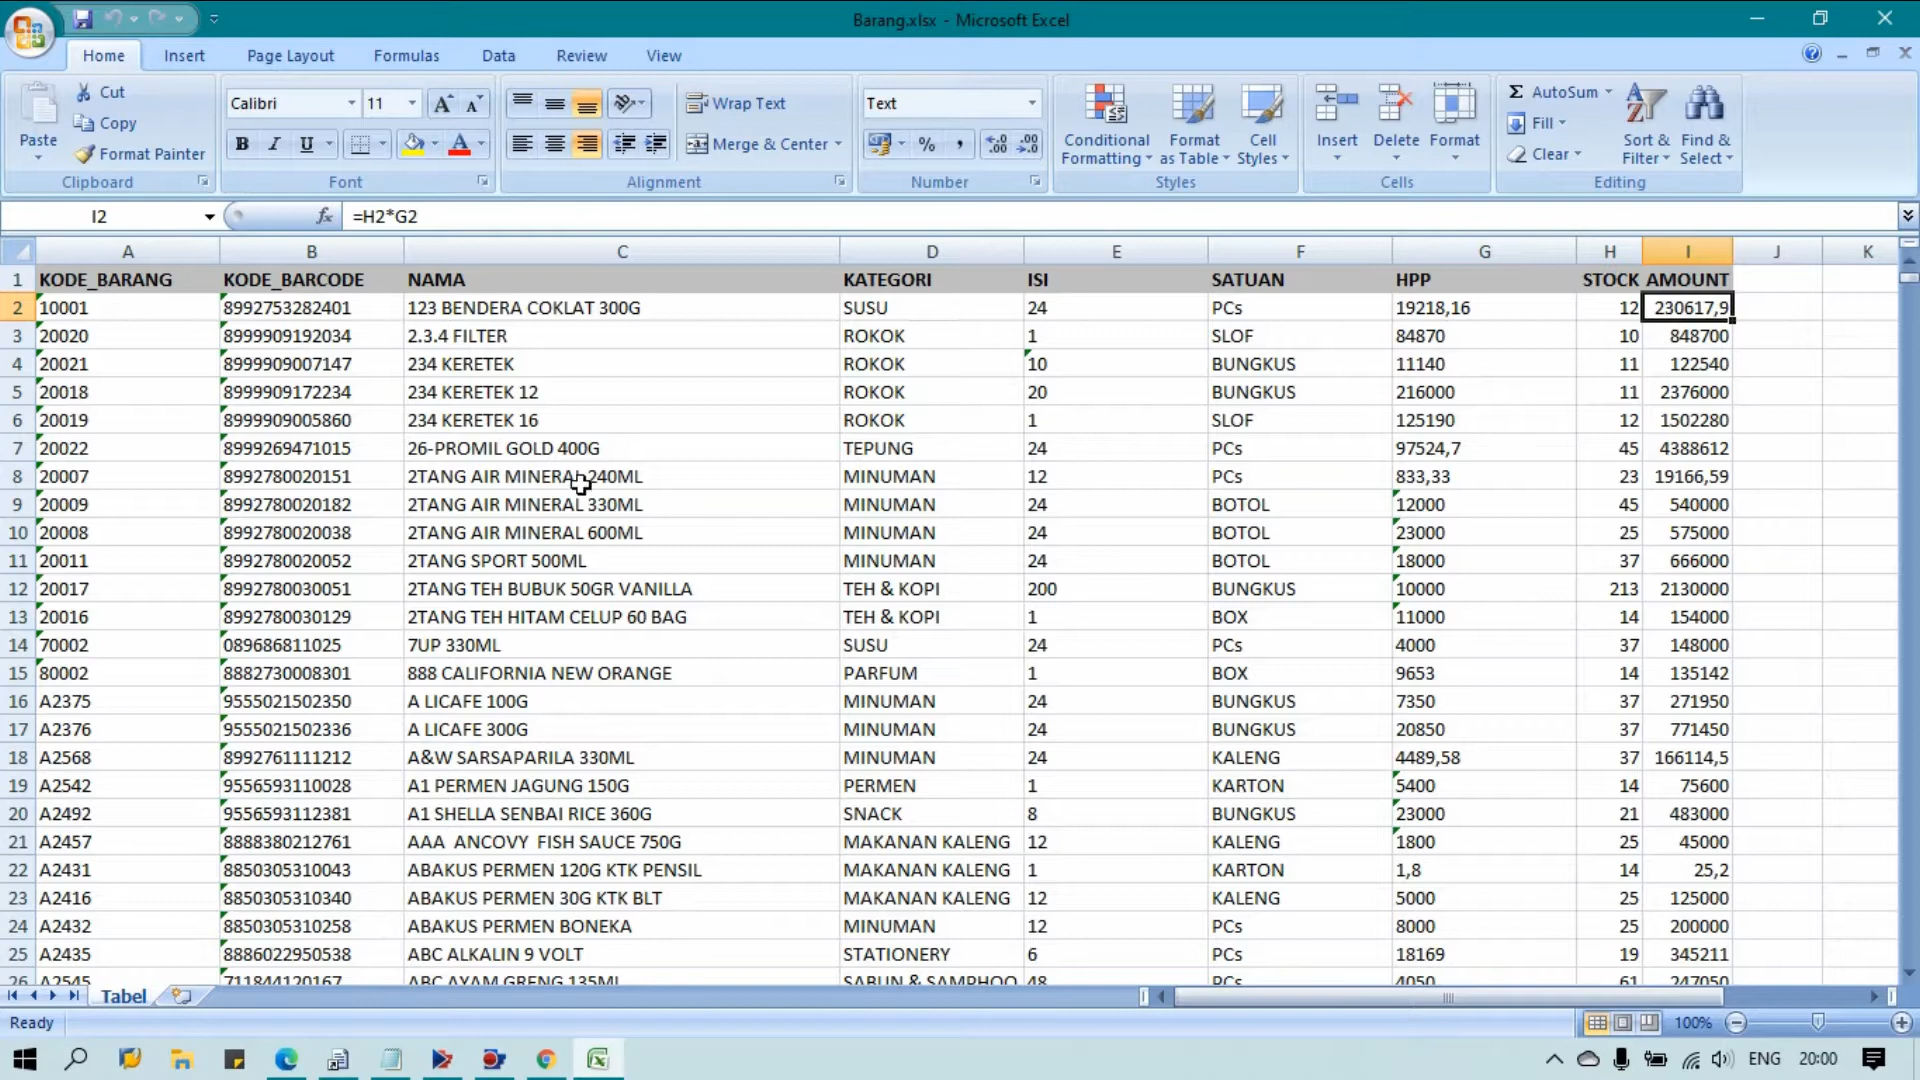 Barang.xlsx - Microsoft Excel
Home Insert Page Layout Formulas Data Review View
Paste Cut Copy Format Painter Clipboard
Calibri 11 B I U Font
Wrap Text Merge & Center Alignment
Text % , Number
Conditional Formatting Format as Table Cell Styles Styles
Insert Delete Format Cells
Σ AutoSum Fill Clear Sort & Filter Find & Select Editing
I2 fx =H2*G2
A B C D E F G H I J K
1 KODE_BARANG KODE_BARCODE NAMA KATEGORI ISI SATUAN HPP STOCK AMOUNT
2 10001 8992753282401 123 BENDERA COKLAT 300G SUSU 24 PCs 19218,16 12 230617,9
3 20020 8999909192034 2.3.4 FILTER ROKOK 1 SLOF 84870 10 848700
4 20021 8999909007147 234 KERETEK ROKOK 10 BUNGKUS 11140 11 122540
5 20018 8999909172234 234 KERETEK 12 ROKOK 20 BUNGKUS 216000 11 2376000
6 20019 8999909005860 234 KERETEK 16 ROKOK 1 SLOF 125190 12 1502280
7 20022 8999269471015 26-PROMIL GOLD 400G TEPUNG 24 PCs 97524,7 45 4388612
8 20007 8992780020151 2TANG AIR MINERAL 240ML MINUMAN 12 PCs 833,33 23 19166,59
9 20009 8992780020182 2TANG AIR MINERAL 330ML MINUMAN 24 BOTOL 12000 45 540000
10 20008 8992780020038 2TANG AIR MINERAL 600ML MINUMAN 24 BOTOL 23000 25 575000
11 20011 8992780020052 2TANG SPORT 500ML MINUMAN 24 BOTOL 18000 37 666000
12 20017 8992780030051 2TANG TEH BUBUK 50GR VANILLA TEH & KOPI 200 BUNGKUS 10000 213 2130000
13 20016 8992780030129 2TANG TEH HITAM CELUP 60 BAG TEH & KOPI 1 BOX 11000 14 154000
14 70002 089686811025 7UP 330ML SUSU 24 PCs 4000 37 148000
15 80002 8882730008301 888 CALIFORNIA NEW ORANGE PARFUM 1 BOX 9653 14 135142
16 A2375 9555021502350 A LICAFE 100G MINUMAN 24 BUNGKUS 7350 37 271950
17 A2376 9555021502336 A LICAFE 300G MINUMAN 24 BUNGKUS 20850 37 771450
18 A2568 8992761111212 A&W SARSAPARILA 330ML MINUMAN 24 KALENG 4489,58 37 166114,5
19 A2542 9556593110028 A1 PERMEN JAGUNG 150G PERMEN 1 KARTON 5400 14 75600
20 A2492 9556593112381 A1 SHELLA SENBAI RICE 360G SNACK 8 BUNGKUS 23000 21 483000
21 A2457 8888380212761 AAA  ANCOVY  FISH SAUCE 750G MAKANAN KALENG 12 KALENG 1800 25 45000
22 A2431 8850305310043 ABAKUS PERMEN 120G KTK PENSIL MAKANAN KALENG 1 KARTON 1,8 14 25,2
23 A2416 8850305310340 ABAKUS PERMEN 30G KTK BLT MAKANAN KALENG 12 KALENG 5000 25 125000
24 A2432 8850305310258 ABAKUS PERMEN BONEKA MINUMAN 12 PCs 8000 25 200000
25 A2435 8886022950538 ABC ALKALIN 9 VOLT STATIONERY 6 PCs 18169 19 345211
26 A2545 711844120167 ABC AYAM GRENG 135ML SABUN & SAMPHOO 48 PCs 4050 61 247050
Tabel
Ready 100%
ENG 20:00